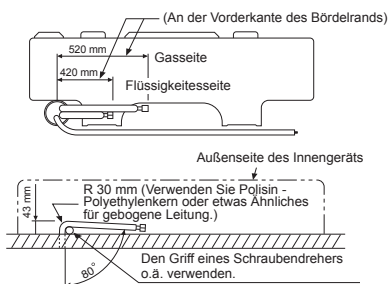 (An der Vorderkante des Bördelrands)
520 mm
Gasseite
420 mm
Flüssigkeitsseite
Außenseite des Innengeräts
43 mm
R 30 mm (Verwenden Sie Polisin -
Polyethylenkern oder etwas Ähnliches
für gebogene Leitung.)
80°
Den Griff eines Schraubendrehers
o.ä. verwenden.